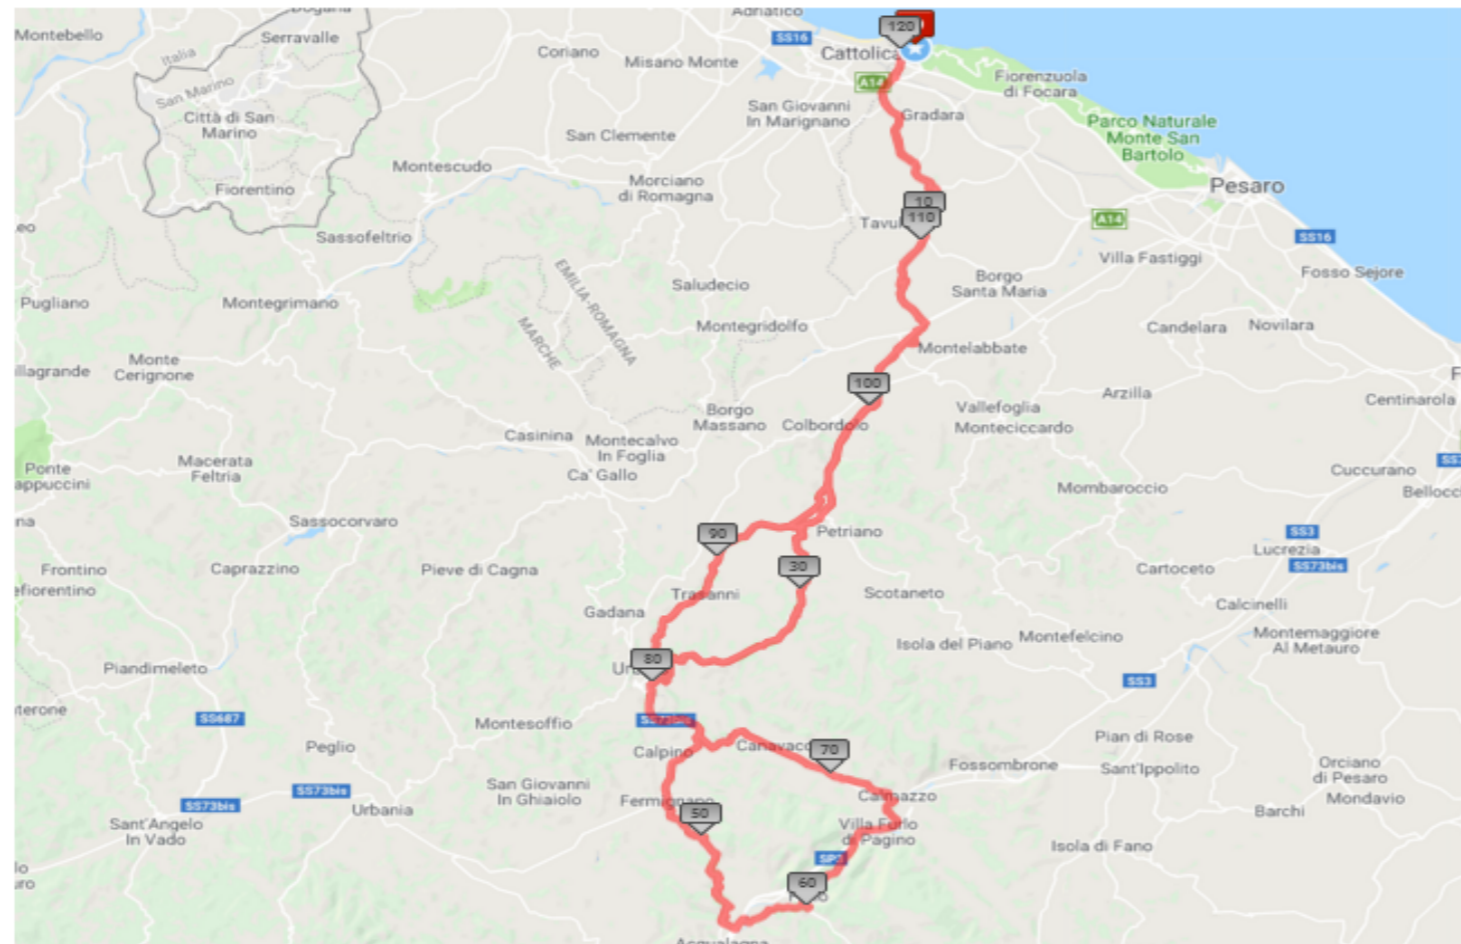 Adriatico
120
Montebello
Serravalle
SS16
Cattolica
Italia
Coriano
Misano Monte
A14
Fiorenzuola
di Focara
San Marino
Città di San
Marino
San Giovanni
In Marignano
Gradara
Parco Naturale
Monte San
Bartolo
San Clemente
Montescudo
Fiorentino
Morciano
di Romagna
Pesaro
10
110
Sassofeltrio
A14
SS16
EMILIA-ROMAGNA
MARCHE
Saludecio
Borgo
Santa Maria
Villa Fastiggi
Fosso Sejore
Pugliano
Montegrimano
Montegridolfo
Candelara
Novilara
Montelabbate
Monte
Cerignone
100
Arzilla
Centinarola
Borgo
Massano
Colbordolo
Vallefoglia
Monteciccardo
Casinina
Montecalvo
In Foglia
Ca' Gallo
Ponte
Macerata
Feltria
Cuccurano
Mombaroccio
Sassocorvaro
90
Petriano
SS3
Lucrezia
SS73bis
Frontino
Caprazzino
Pieve di Cagna
30
Cartoceto
Trasanni
Scotaneto
Gadana
Calcinelli
Isola del Piano
Montefelcino
Montemaggiore
Al Metauro
Piandimeleto
80
SS3
SS687
Montesoffio
SS73bis
Peglio
Calpino
70
Pian di Rose
Fossombrone
Sant'Ippolito
Orciano
di Pesaro
Mondavio
San Giovanni
In Ghiaiolo
SS73bis
SS73bis
Urbania
Fermignano
Calmazzo
Barchi
Sant'Angelo
In Vado
50
Villa Furlo
di Pagino
Isola di Fano
60
Acqualagna